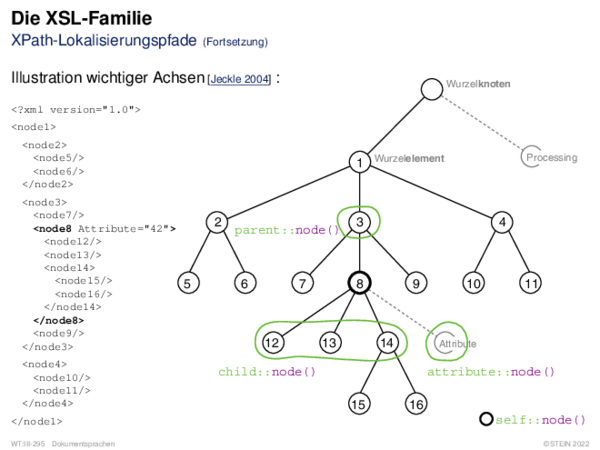 Die XSL-Familie
XPath-Lokalisierungspfade (Fortsetzung)
Illustration wichtiger Achsen [Jeckle 2004] :
<?xml version="1.0"?>
<node1>
<node2>
<node5/>
<node6/>
</node2>
<node3>
<node7/>
<node8 Attribute="42">
<node12/>
<node13/>
<node14>
<node15/>
<node16/>
</node14>
</node8>
<node9/>
</node3>
<node4>
<node10/>
<node11/>
</node4>
</node1>
Wurzelknoten
Processing
1 Wurzelelement
2 3 4
parent::node()
5 6 7 8 9 10 11
12 13 14 Attribute
child::node() attribute::node()
15 16
self::node()
WT:III-295 Dokumentsprachen ©STEIN 2022